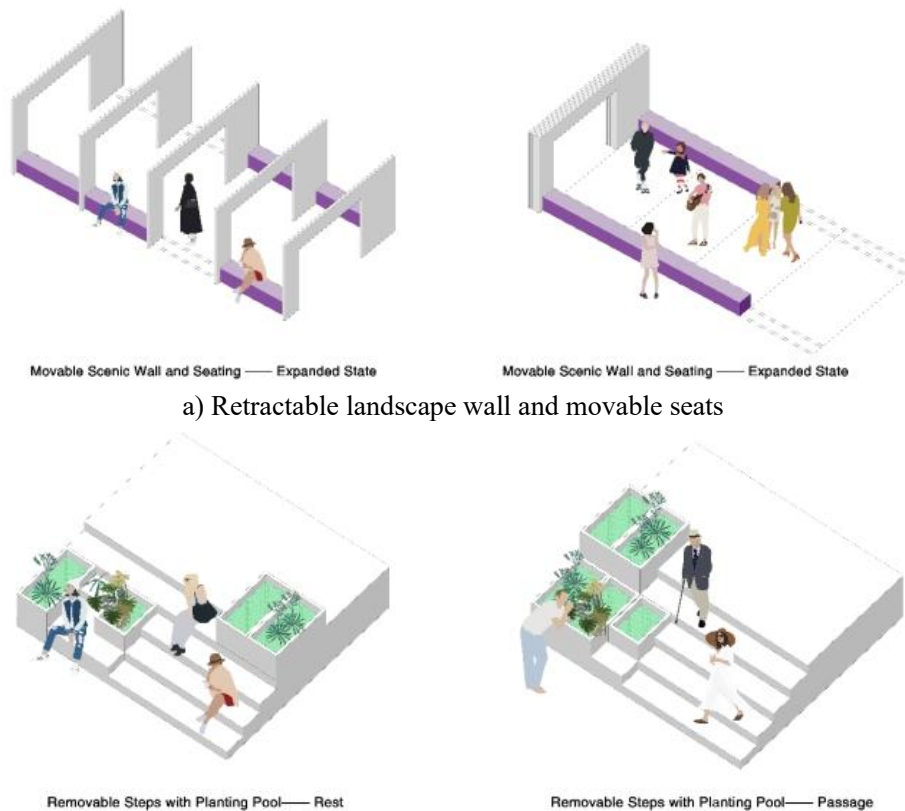 Movable Scenic Wall and Seating —— Expanded State
Movable Scenic Wall and Seating —— Expanded State
a) Retractable landscape wall and movable seats
Removable Steps with Planting Pool—— Rest
Removable Steps with Planting Pool—— Passage